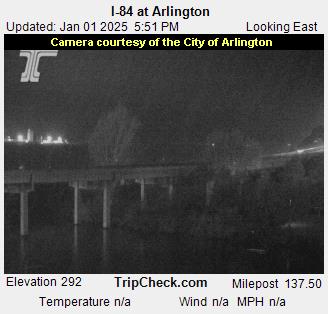 I-84 at Arlington
Updated: Jan 01 2025 5:51 PM Looking East
Camera courtesy of the City of Arlington
Elevation 292 TripCheck.com Milepost 137.50
Temperature n/a Wind n/a MPH n/a